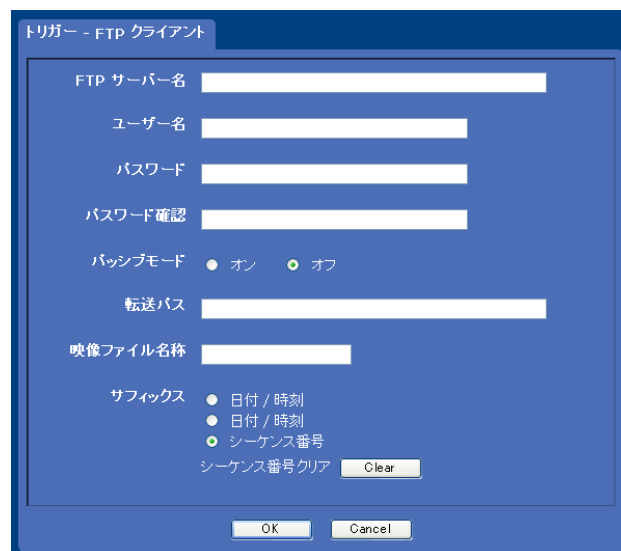 トリガー - FTP クライアント
FTP サーバー名
ユーザー名
パスワード
パスワード確認
パッシブモード オン オフ
転送パス
映像ファイル名称
サフィックス 日付 / 時刻
日付 / 時刻
シーケンス番号
シーケンス番号クリア Clear
OK Cancel